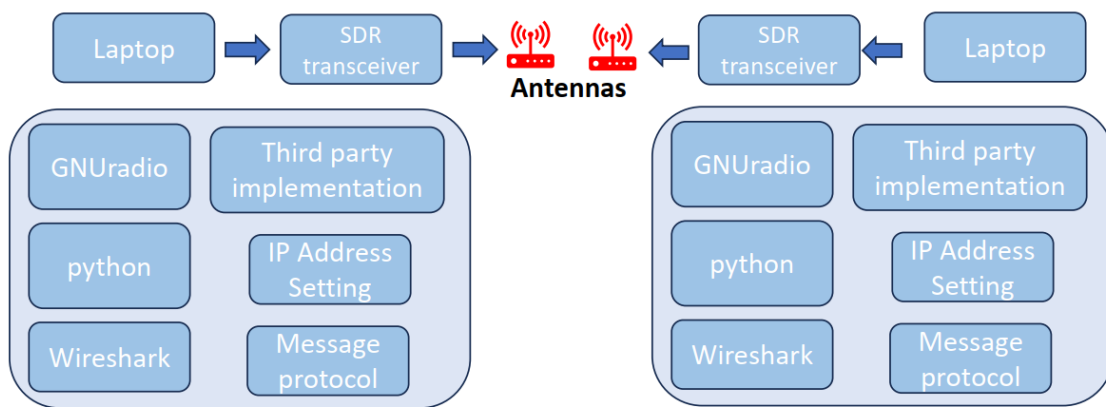 Laptop
SDR
transceiver
Antennas
SDR
transceiver
Laptop
GNUradio
Third party
implementation
python
IP Address
Setting
Wireshark
Message
protocol
GNUradio
Third party
implementation
python
IP Address
Setting
Wireshark
Message
protocol